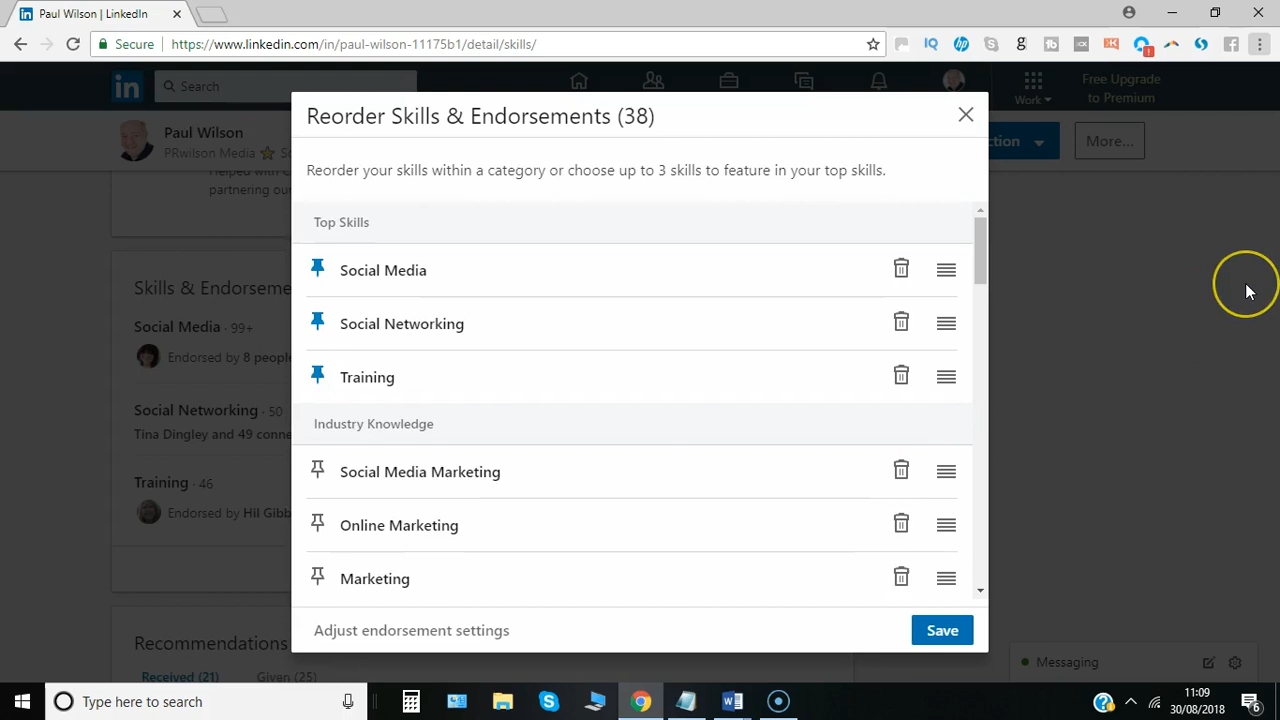 Paul Wilson | LinkedIn
Secure
https://www.linkedin.com/in/paul-wilson-11175b1/detail/skills/
Search
Work
Free Upgrade
to Premium
Paul Wilson
PRwilson Media
More...
partnering our
Reorder Skills & Endorsements (38)
Reorder your skills within a category or choose up to 3 skills to feature in your top skills.
Top Skills
Social Media
Social Networking
Training
Industry Knowledge
Social Media Marketing
Online Marketing
Marketing
Adjust endorsement settings
Save
Skills & Endorseme
Social Media · 99+
Endorsed by 8 people
Social Networking · 50
Tina Dingley and 49 conne
Training · 46
Endorsed by Hil Gibb
Recommendations
Received (21)
Given (25)
Messaging
Type here to search
11:09
30/08/2018
6